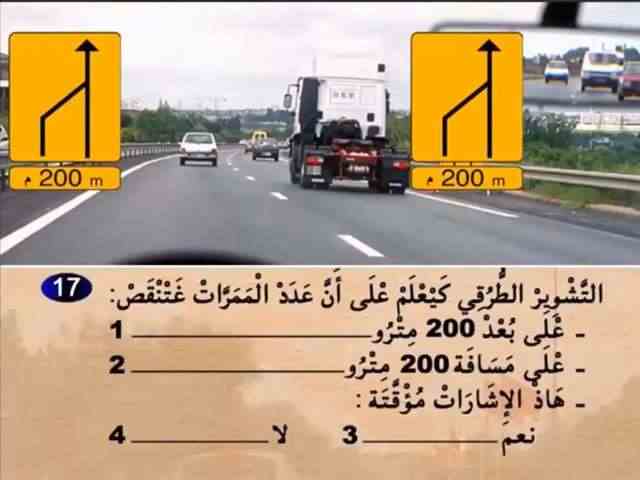 م 200 m
م 200 m
17 التَّشْوِيرْ الطُّرُقِي كَيْعْلَمْ عْلَى أَنَّ عَدَدْ الْمَمَرَّاتْ غَتْنْقَصْ:
- عْلَى بُعْدْ 200 مِتْرُو 1
- عْلَى مَسَافَة 200 مِتْرُو 2
- هَاذْ الإِشَارَاتْ مُؤَقَّتَة :
نعم 3 لا 4